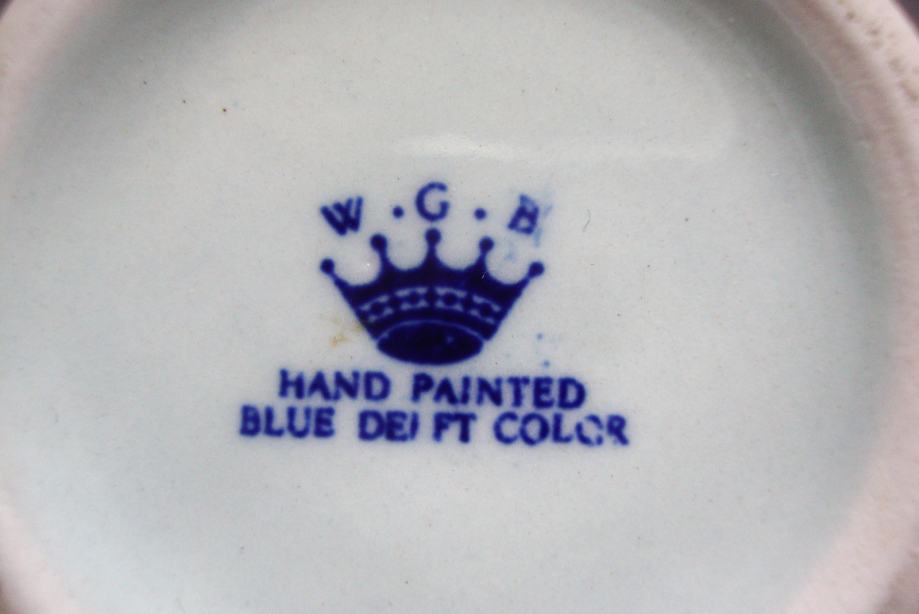 W . G . B
HAND PAINTED
BLUE DELFT COLOR